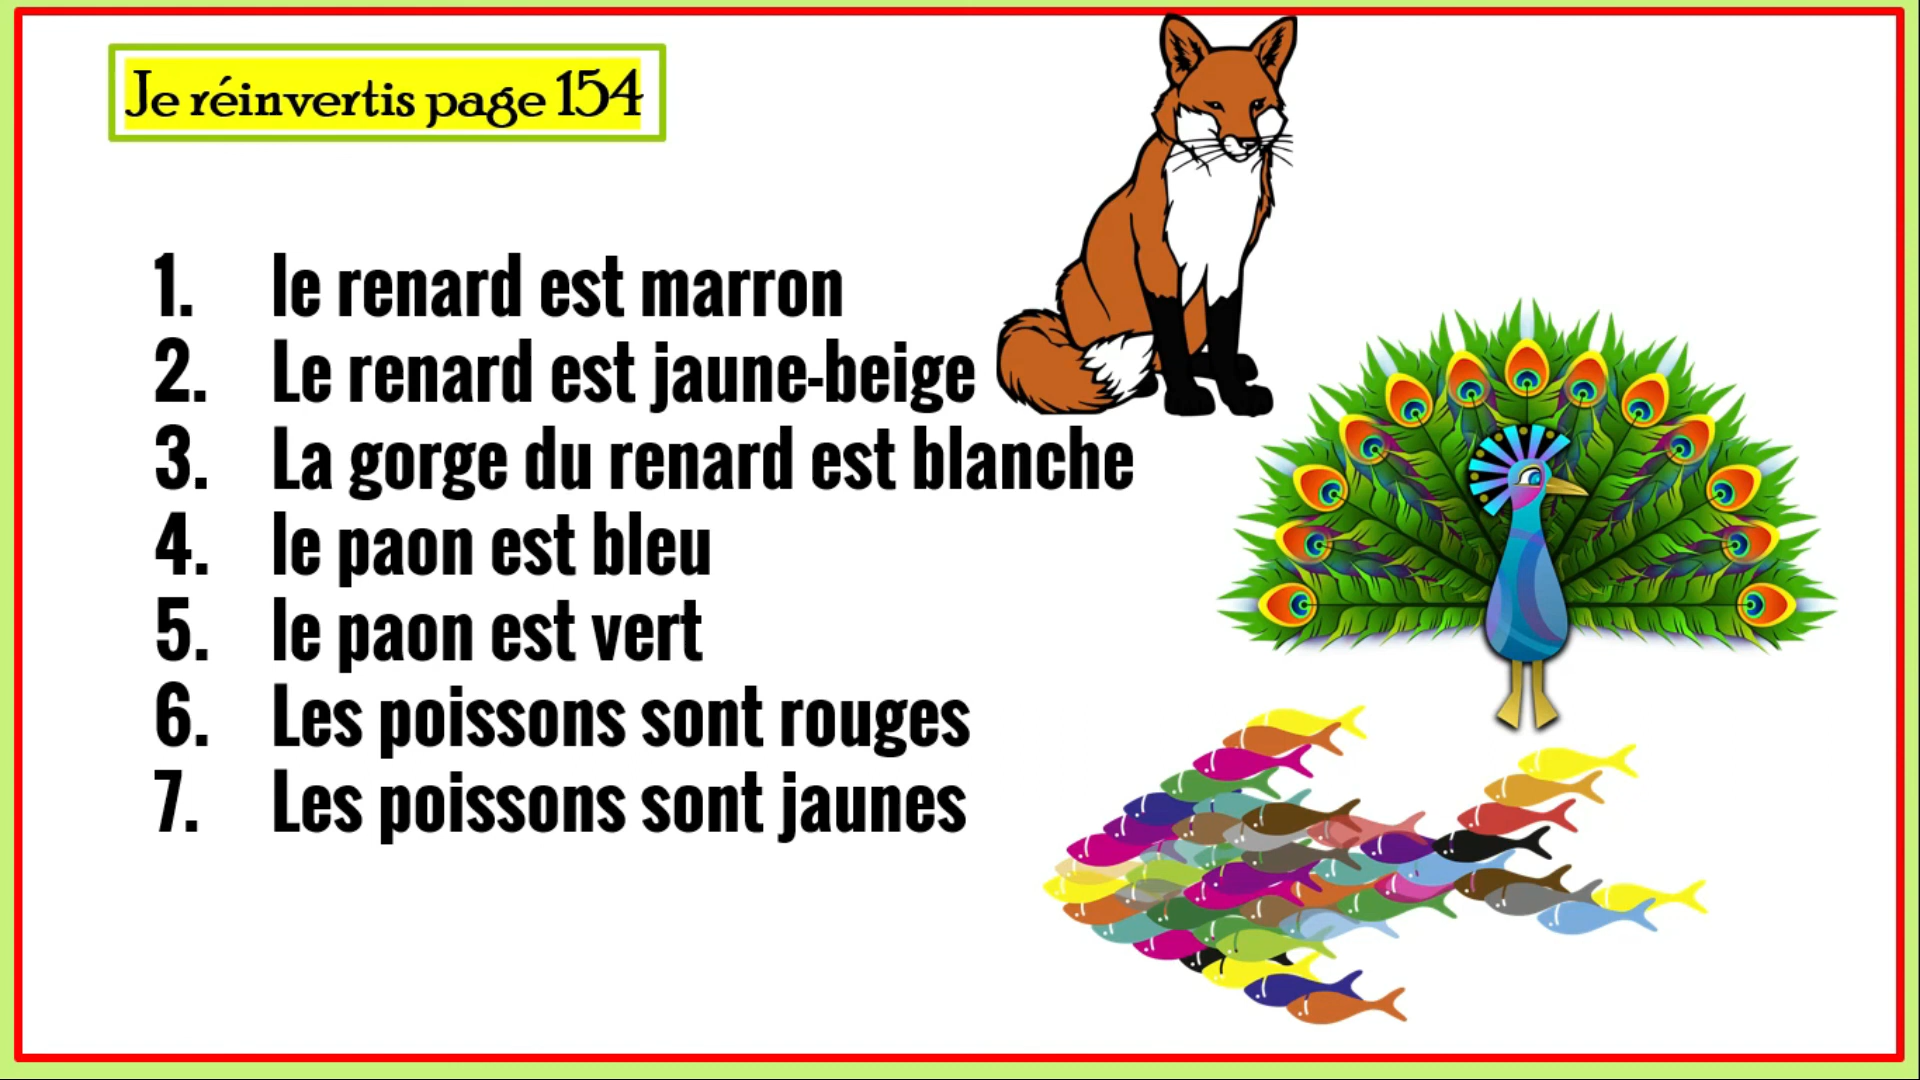 Je réinvertis page 154
1. le renard est marron
2. Le renard est jaune-beige
3. La gorge du renard est blanche
4. le paon est bleu
5. le paon est vert
6. Les poissons sont rouges
7. Les poissons sont jaunes